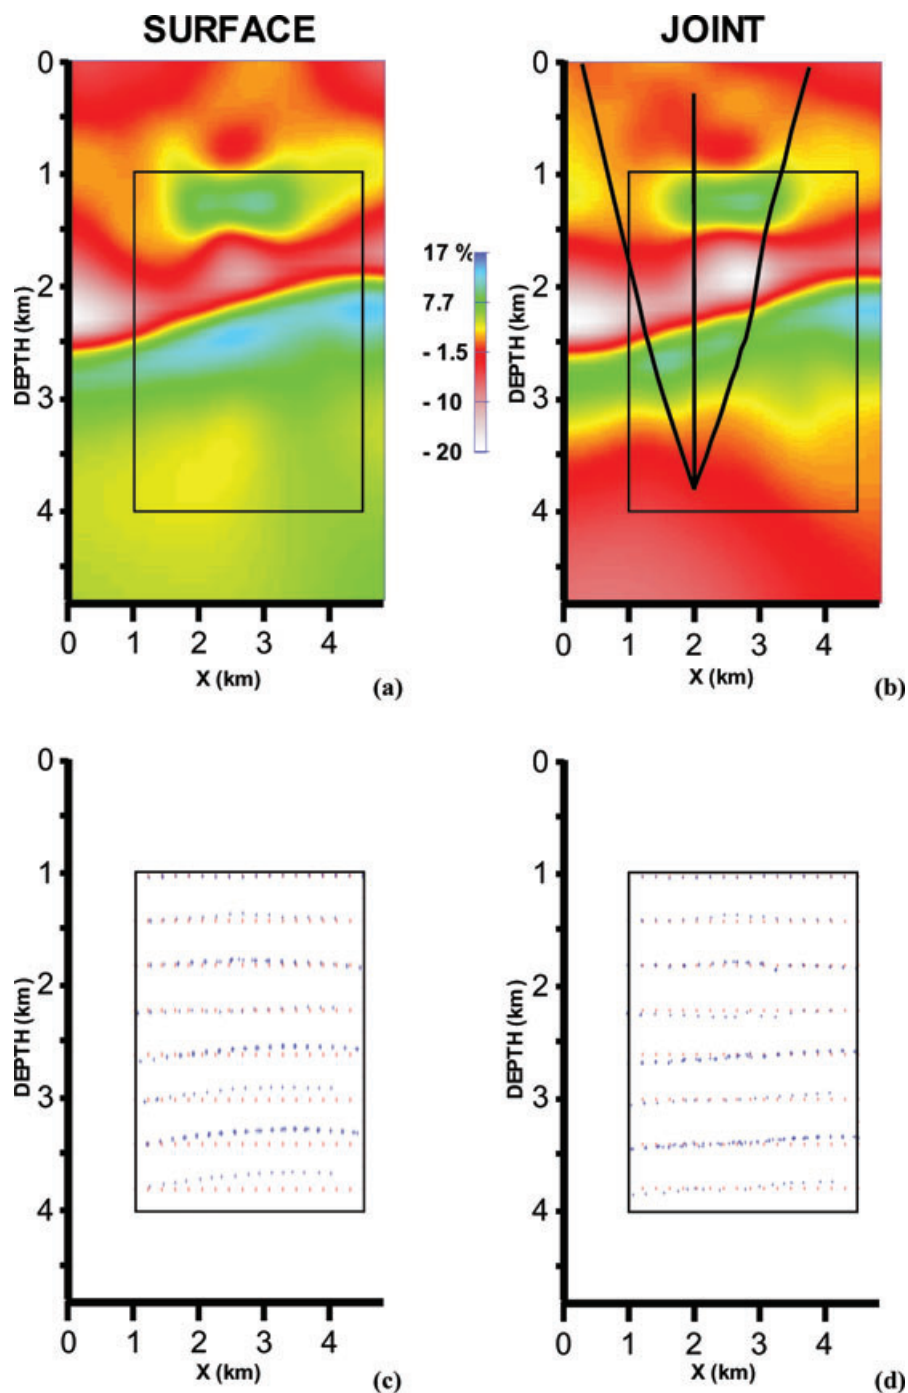 SURFACE
JOINT
0
1
2
3
4
DEPTH (km)
0 1 2 3 4
X (km)
(a)
17 %
7.7
- 1.5
- 10
- 20
0
1
2
3
4
DEPTH (km)
0 1 2 3 4
X (km)
(b)
0
1
2
3
4
DEPTH (km)
0 1 2 3 4
X (km)
(c)
0
1
2
3
4
DEPTH (km)
0 1 2 3 4
X (km)
(d)